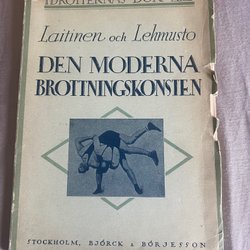 IDROTTERNAS BOK
Laitinen och Lehmusto
DEN MODERNA
BROTTNINGSKONSTEN
STOCKHOLM, BJÖRCK & BÖRJESSON